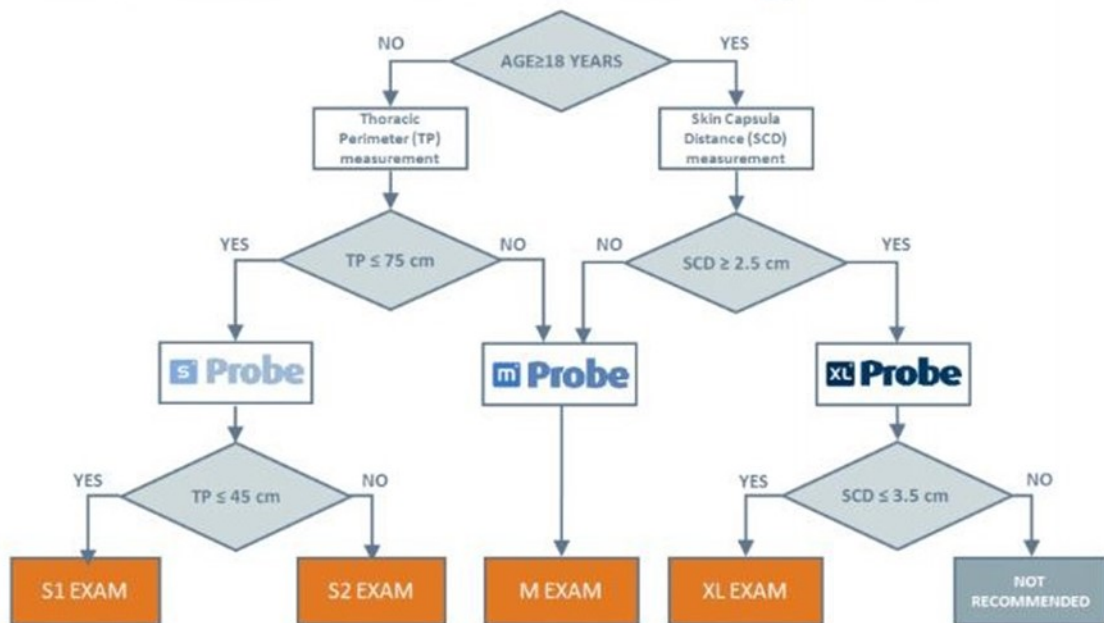 AGE≥18 YEARS
NO
YES
Thoracic
Perimeter (TP)
measurement
Skin Capsula
Distance (SCD)
measurement
YES
TP ≤ 75 cm
NO
NO
SCD ≥ 2.5 cm
YES
S Probe
m Probe
XL Probe
YES
TP ≤ 45 cm
NO
YES
SCD ≤ 3.5 cm
NO
S1 EXAM
S2 EXAM
M EXAM
XL EXAM
NOT
RECOMMENDED